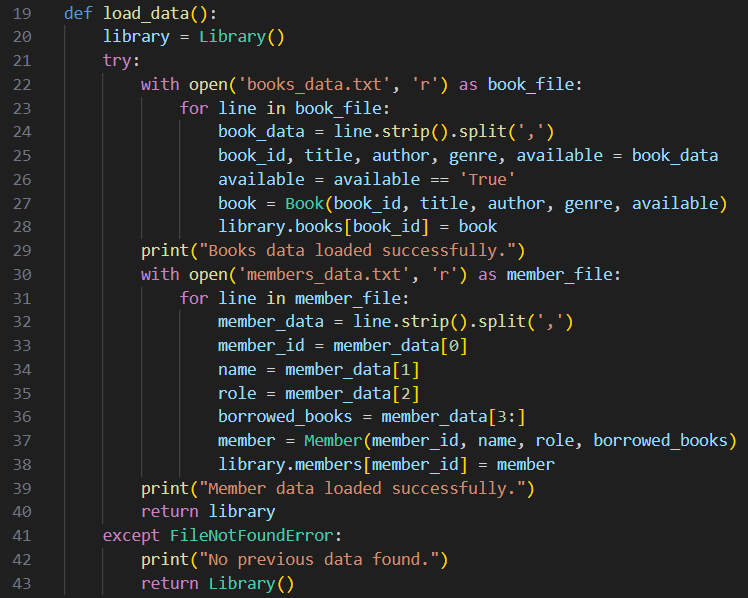 19 def load_data():
20     library = Library()
21     try:
22         with open('books_data.txt', 'r') as book_file:
23             for line in book_file:
24                 book_data = line.strip().split(',')
25                 book_id, title, author, genre, available = book_data
26                 available = available == 'True'
27                 book = Book(book_id, title, author, genre, available)
28                 library.books[book_id] = book
29         print("Books data loaded successfully.")
30         with open('members_data.txt', 'r') as member_file:
31             for line in member_file:
32                 member_data = line.strip().split(',')
33                 member_id = member_data[0]
34                 name = member_data[1]
35                 role = member_data[2]
36                 borrowed_books = member_data[3:]
37                 member = Member(member_id, name, role, borrowed_books)
38                 library.members[member_id] = member
39         print("Member data loaded successfully.")
40         return library
41     except FileNotFoundError:
42         print("No previous data found.")
43         return Library()